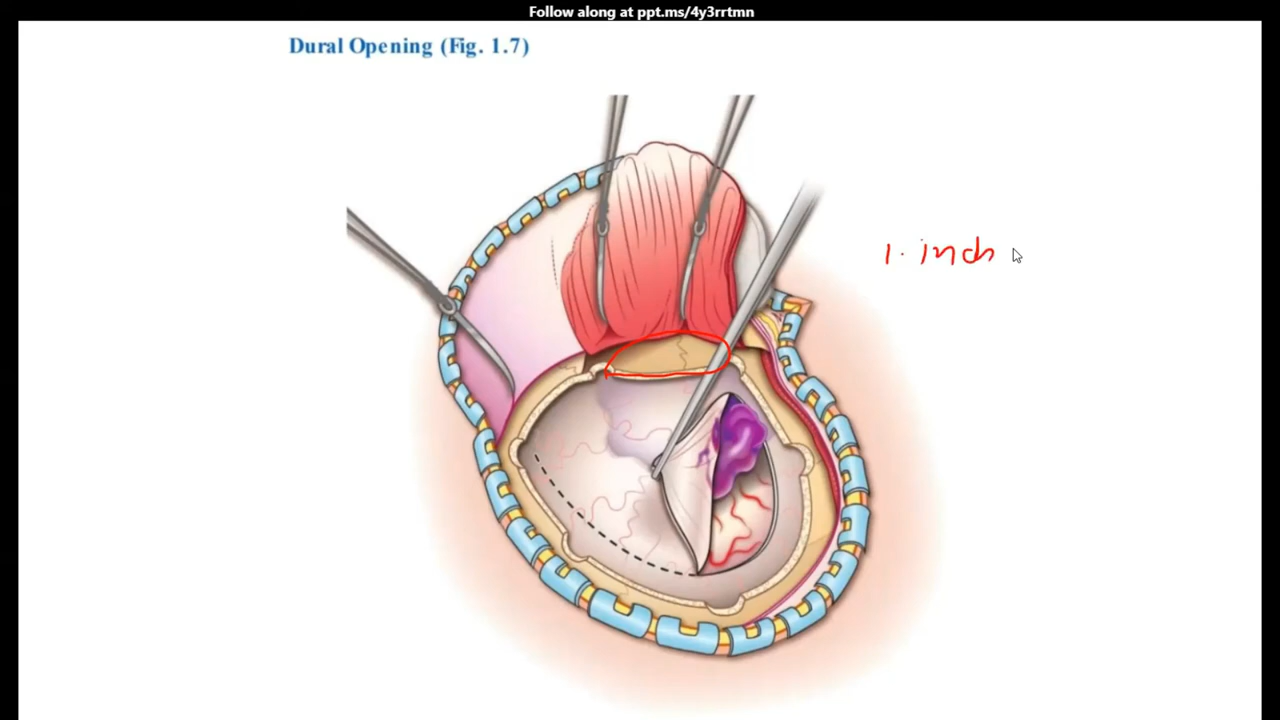 Follow along at ppt.ms/4y3rrtmn
Dural Opening (Fig. 1.7)
1. inch